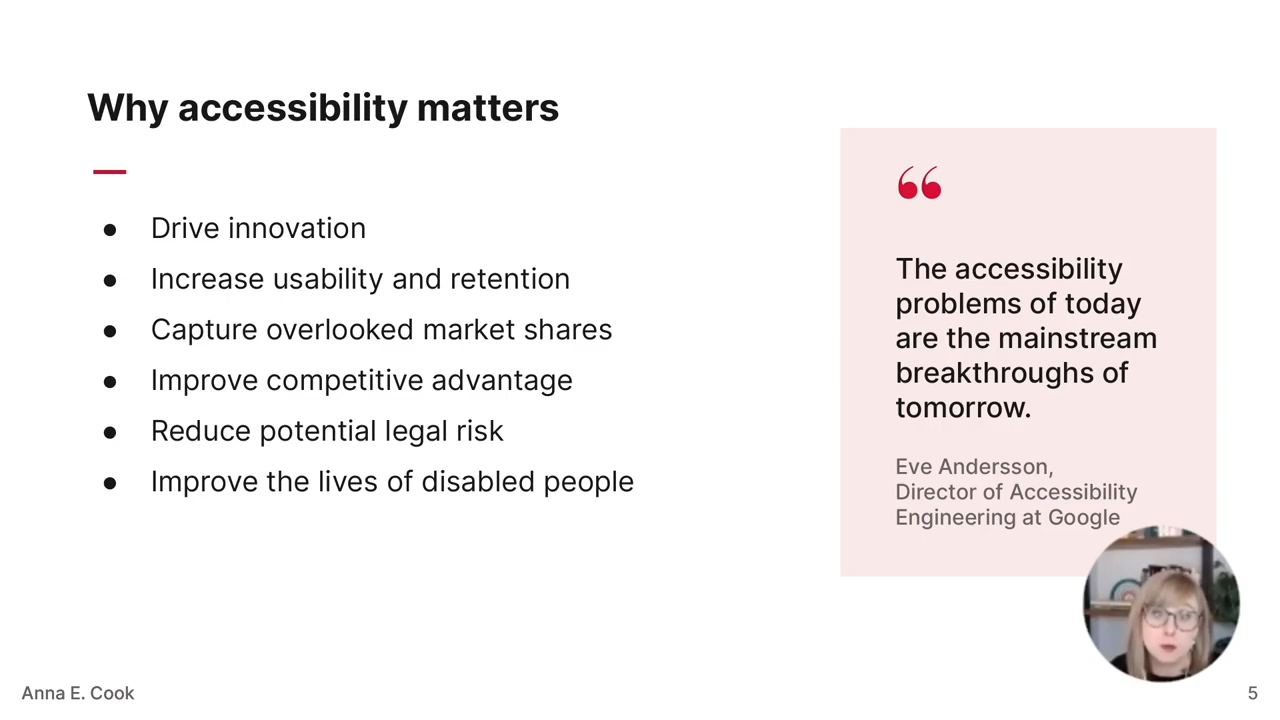 Why accessibility matters
● Drive innovation
● Increase usability and retention
● Capture overlooked market shares
● Improve competitive advantage
● Reduce potential legal risk
● Improve the lives of disabled people
“
The accessibility
problems of today
are the mainstream
breakthroughs of
tomorrow.
Eve Andersson,
Director of Accessibility
Engineering at Google
Anna E. Cook
5